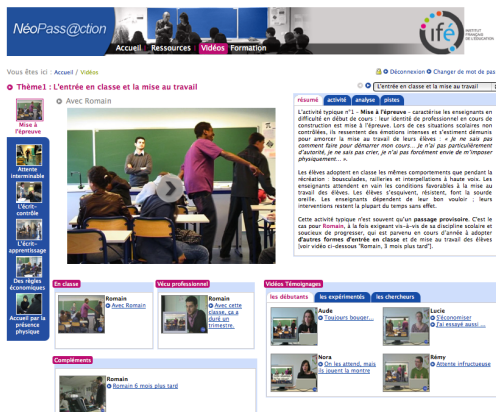 NéoPass@ction
ifé
INSTITUT
FRANÇAIS
DE L'ÉDUCATION
Accueil Ressources Vidéos Formation
Vous êtes ici : Accueil / Vidéos
Déconnexion Changer de mot de pas
Thème1 : L'entrée en classe et la mise au travail
L'entrée en classe et la mise au travail
Mise à
l'épreuve
Attente
interminable
L'écrit-
contrôle
L'écrit-
apprentissage
Des règles
économiques
Accueil par la
présence
physique
Avec Romain
résumé activité analyse pistes
L'activité typique n°1 - Mise à l'épreuve - caractérise les enseignants en
difficulté en début de cours : leur identité de professionnel en cours de
construction est mise à l'épreuve. Lors de ces situations scolaires non
contrôlées, ils ressentent des émotions intenses et s'estiment démunis
pour amorcer la mise au travail de leurs élèves : « Je ne sais pas
comment faire pour démarrer mon cours... Je n'ai pas particulièrement
d'autorité, je ne sais pas crier, je n'ai pas forcément envie de m'imposer
physiquement... ».
Les élèves adoptent en classe les mêmes comportements que pendant la
récréation : bousculades, railleries et interpellations à haute voix. Les
enseignants attendent en vain les conditions favorables à la mise au
travail des élèves. Les élèves s'esquivent, résistent, font la sourde
oreille. Les enseignants dépendent de leur bon vouloir ; leurs
interventions restent la plupart du temps sans effet.
Cette activité typique n'est souvent qu'un passage provisoire. C'est le
cas pour Romain, à la fois exigeant vis-à-vis de sa discipline scolaire et
soucieux de progresser, qui est parvenu en cours d'année à adopter
d'autres formes d'entrée en classe et de mise au travail des élèves
[voir vidéo ci-dessous "Romain, 3 mois plus tard"].
En classe
Romain
Avec Romain
Vécu professionnel
Romain
Avec cette
classe, ça a
duré un
trimestre.
Compléments
Romain
Romain 6 mois plus tard
Vidéos Témoignages
les débutants les expérimentés les chercheurs
Aude
Toujours bouger...
Lucie
S'économiser
J'ai essayé aussi ...
Nora
On les attend, mais
ils jouent la montre
Rémy
Attente infructueuse